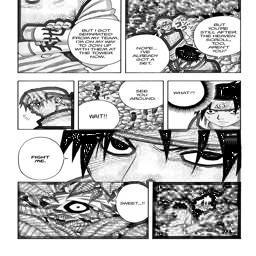 BUT
YOU'RE
STILL AFTER
THE HEAVEN
SCROLL
TOO,
AREN'T
YOU?
NOPE...
I'VE
ALREADY
GOT A
SET.
BUT I GOT
SEPARATED
FROM MY TEAM.
I'M ON MY WAY
TO JOIN UP
WITH THEM AT
THE TOWER
NOW.
WHAT?!
SEE
YOU
AROUND.
WAIT!!
FIGHT
ME.
SWEET...!!